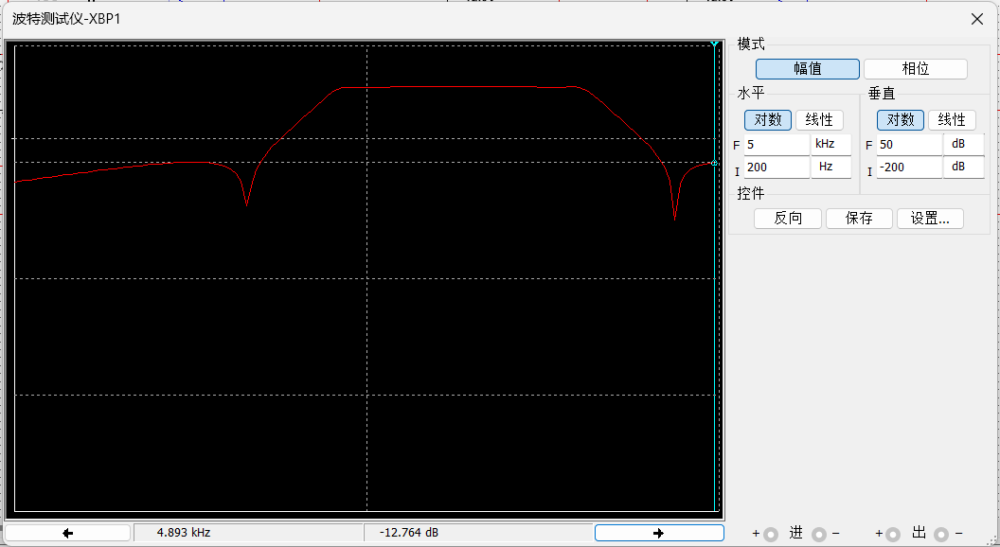 波特测试仪-XBP1
模式
幅值 相位
水平 垂直
对数 线性 对数 线性
F 5 kHz F 50 dB
I 200 Hz I -200 dB
控件
反向 保存 设置...
4.893 kHz -12.764 dB
+ 进 − + 出 −